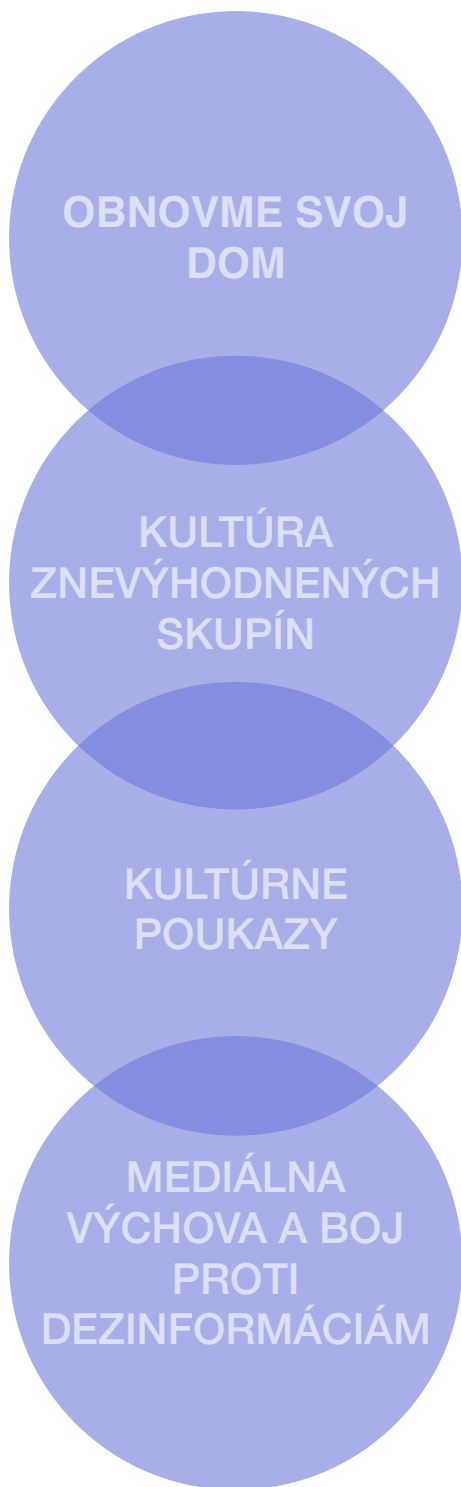 OBNOVME SVOJ
DOM
KULTÚRA
ZNEVÝHODNENÝCH
SKUPÍN
KULTÚRNE
POUKAZY
MEDIÁLNA
VÝCHOVA A BOJ
PROTI
DEZINFORMÁCIÁM